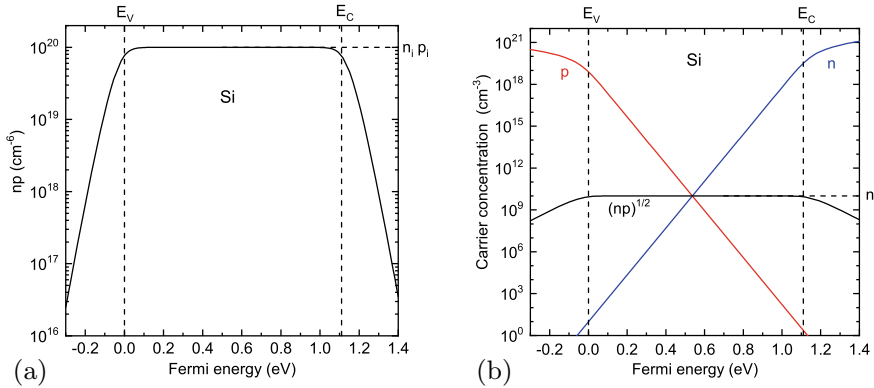 E_V E_C
10^20
10^19
10^18
10^17
10^16
np (cm^-6)
n_i p_i
Si
-0.2 0.0 0.2 0.4 0.6 0.8 1.0 1.2 1.4
Fermi energy (eV)
(a)
E_V E_C
10^21
10^18
10^15
10^12
10^9
10^6
10^3
10^0
Carrier concentration (cm^-3)
Si
p
n
n
(np)^1/2
-0.2 0.0 0.2 0.4 0.6 0.8 1.0 1.2 1.4
Fermi energy (eV)
(b)